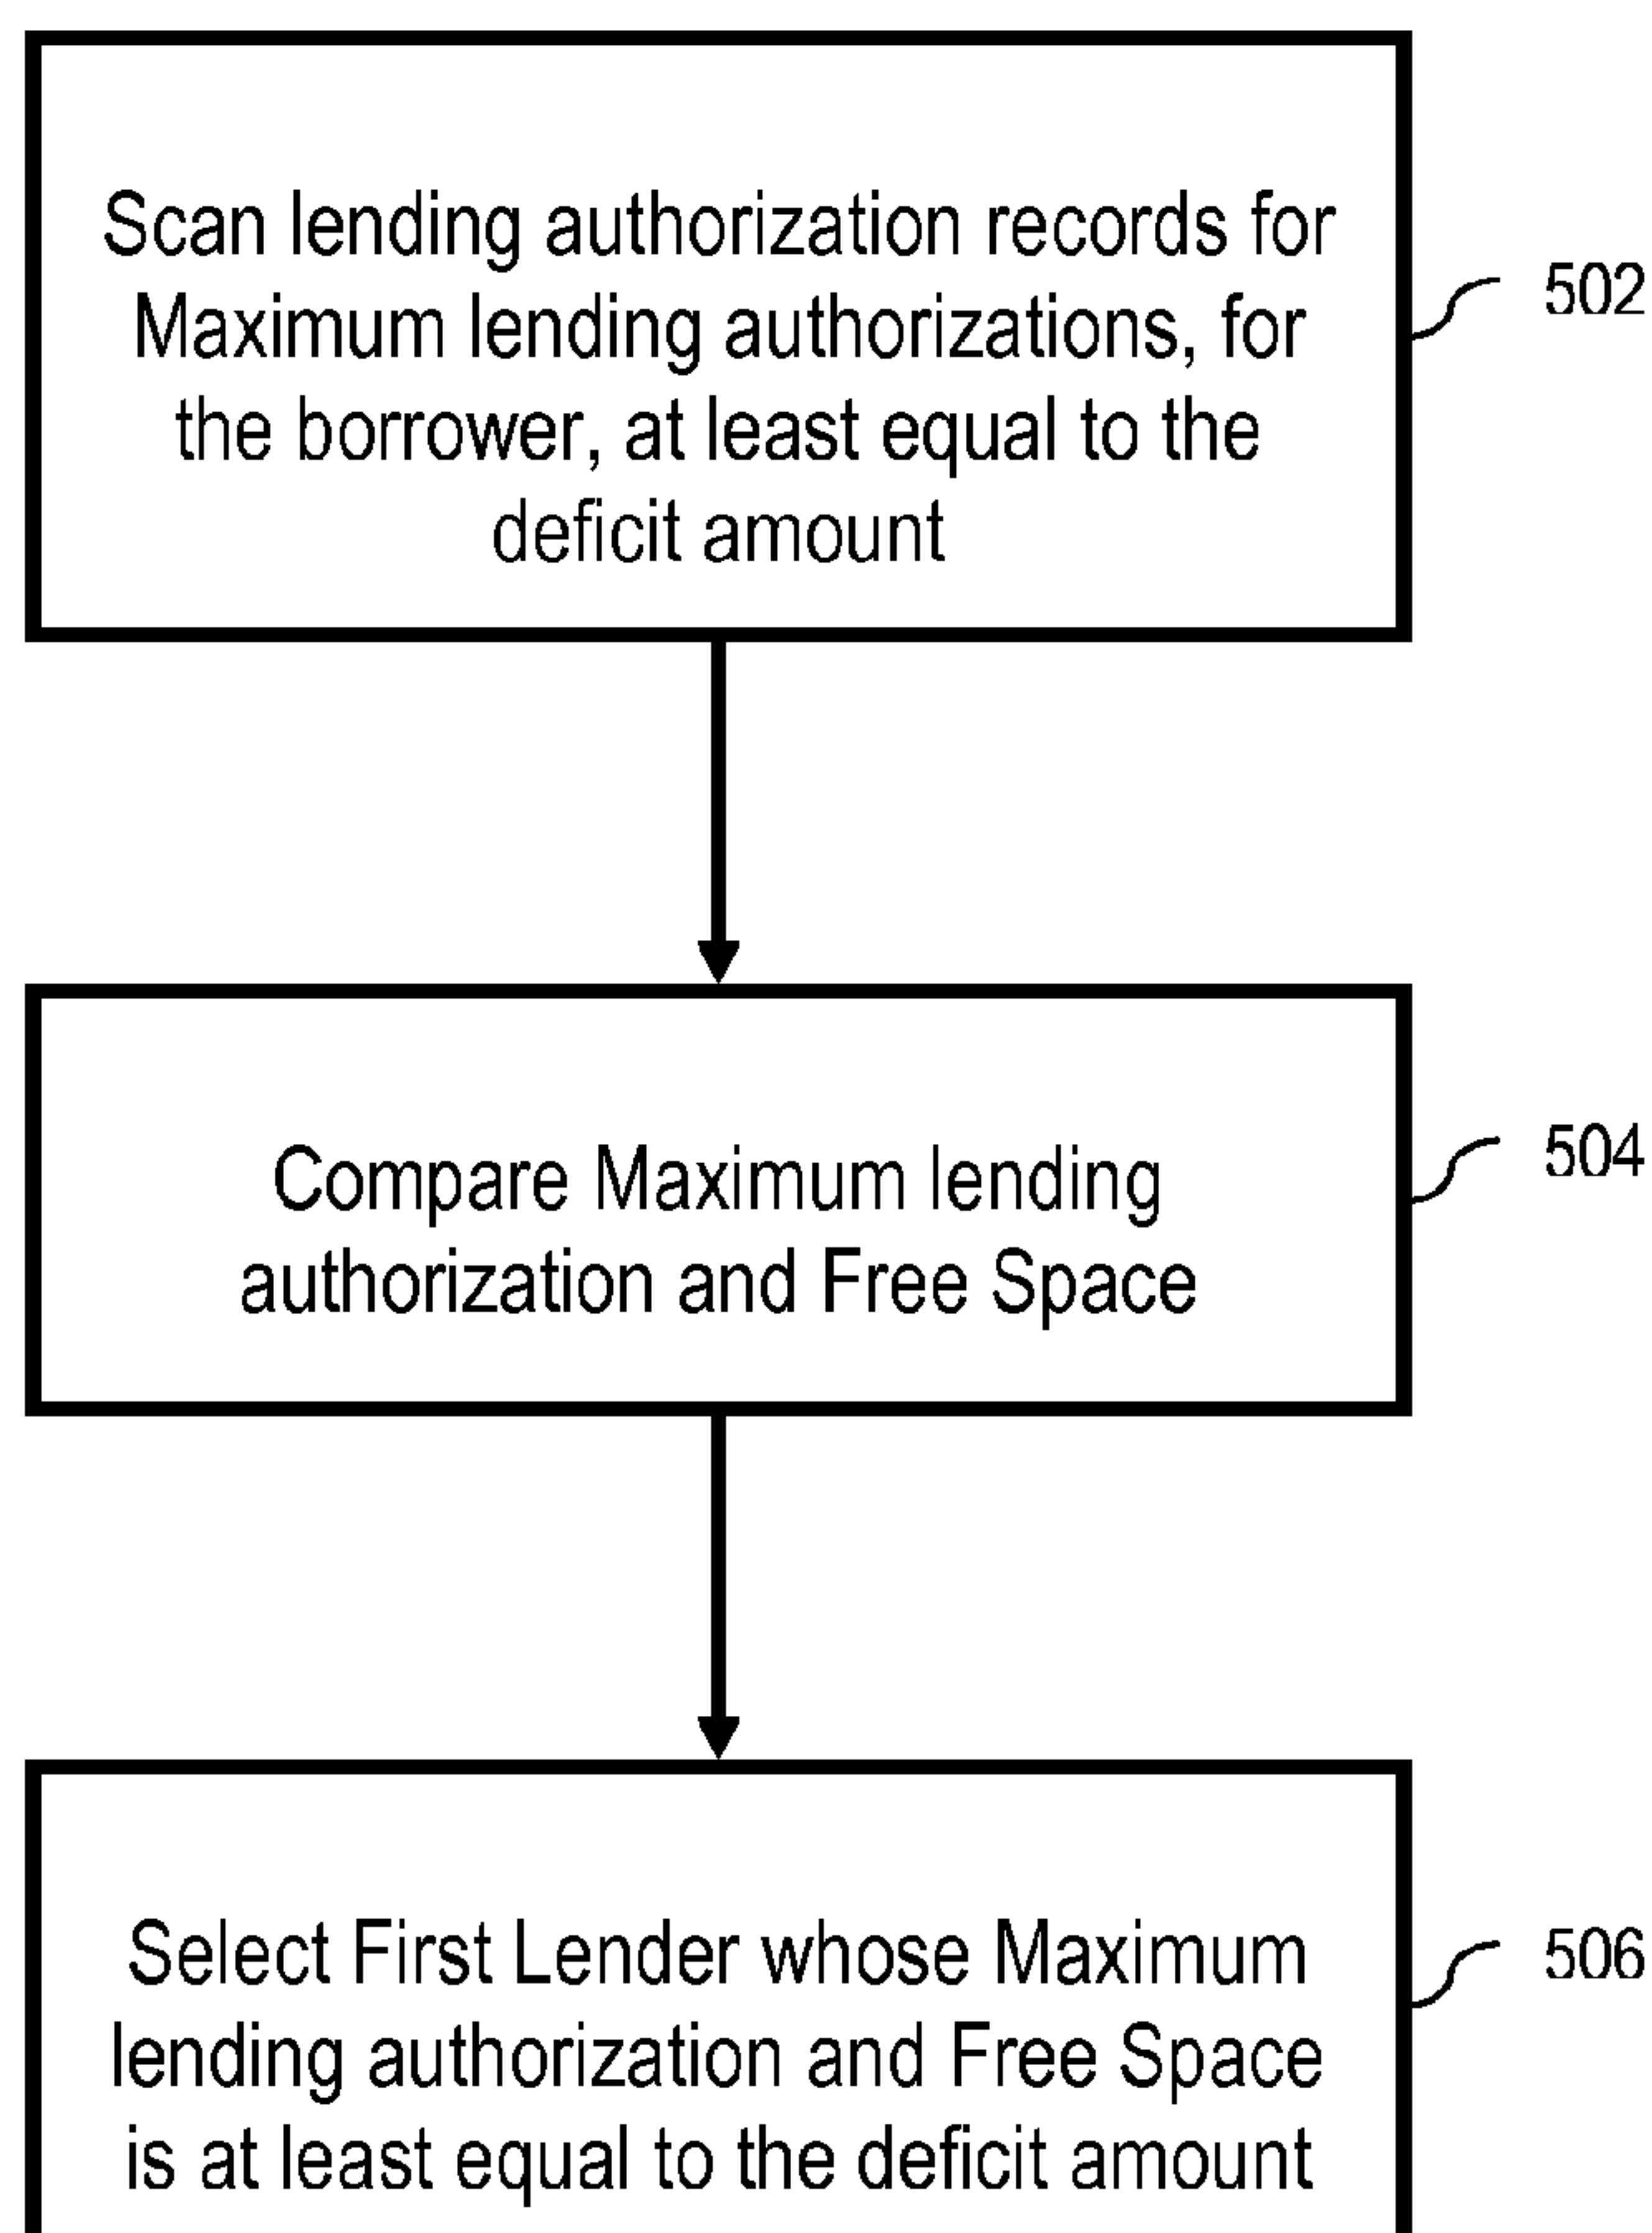 Scan lending authorization records for
Maximum lending authorizations, for
the borrower, at least equal to the
deficit amount
502
Compare Maximum lending
authorization and Free Space
504
Select First Lender whose Maximum
lending authorization and Free Space
is at least equal to the deficit amount
506